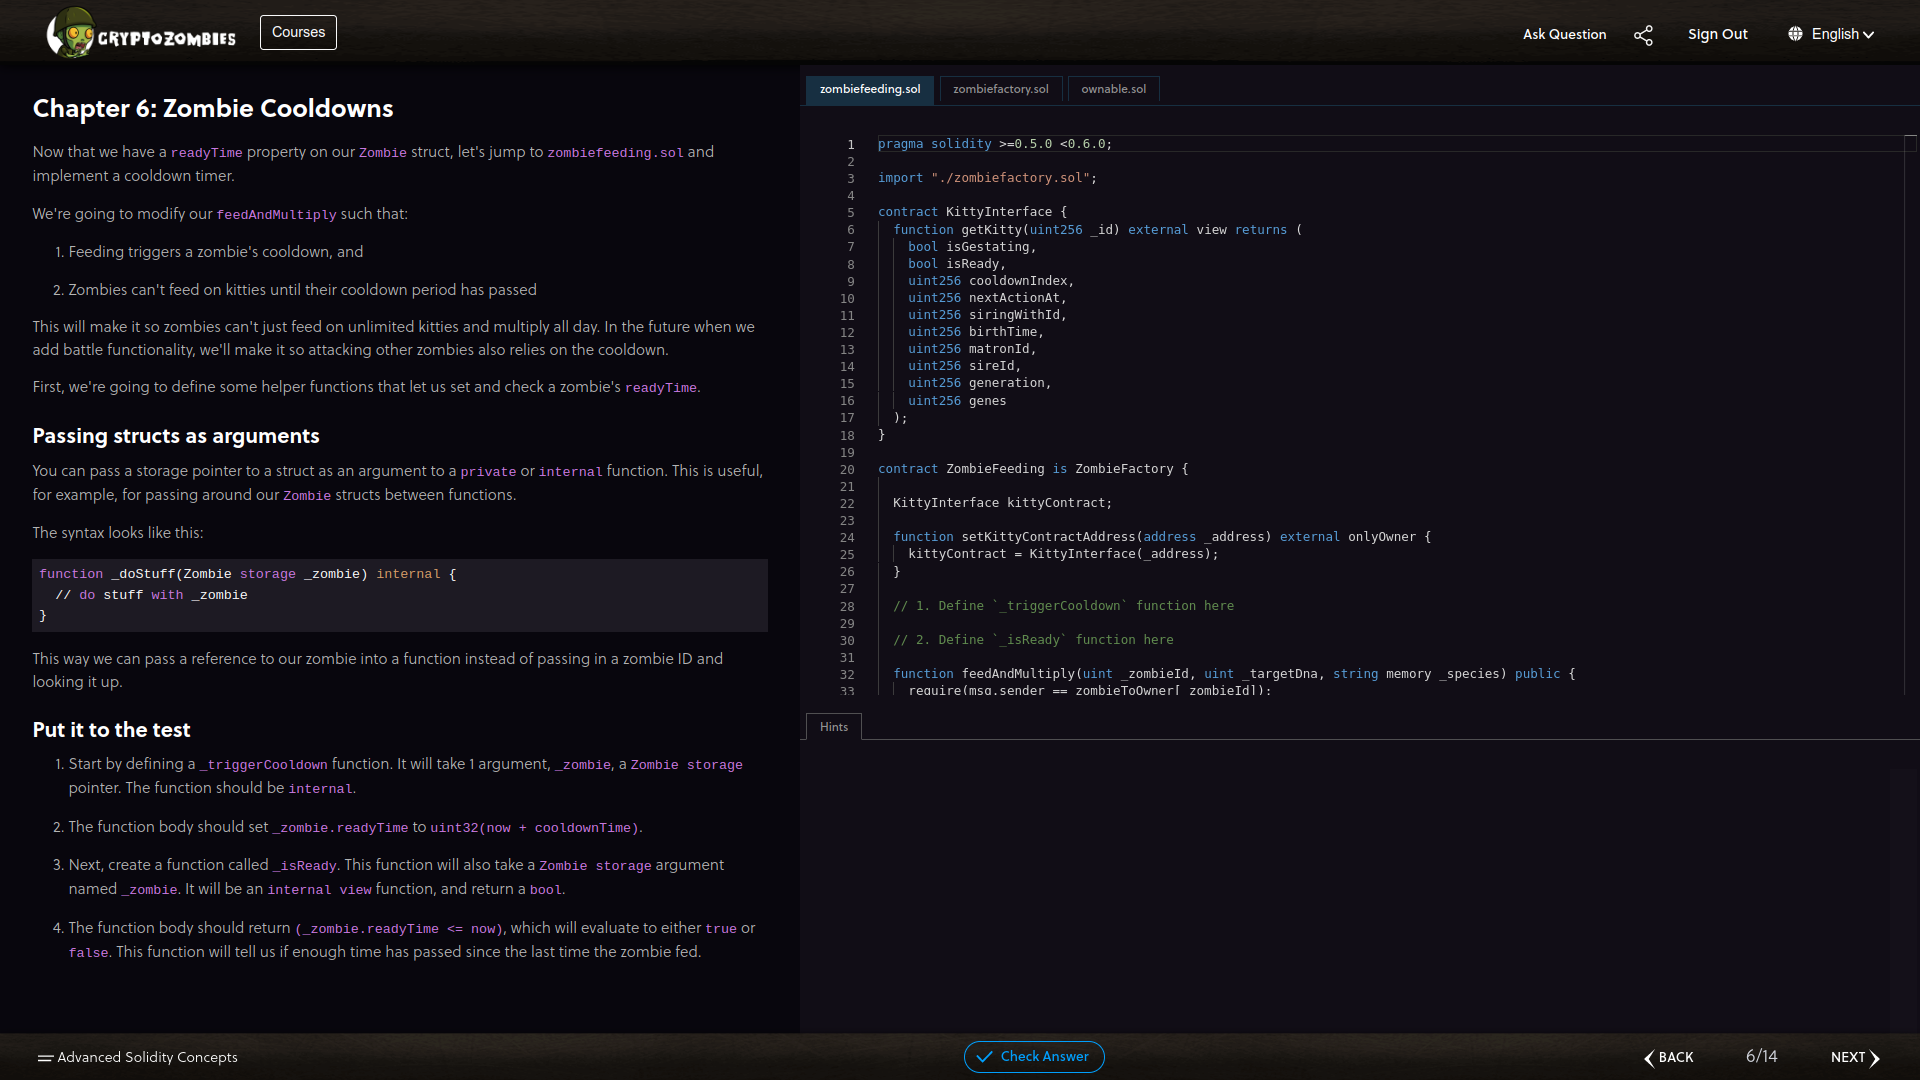 CRYPTOZOMBIES
Courses
Ask Question
Sign Out
English
Chapter 6: Zombie Cooldowns
Now that we have a readyTime property on our Zombie struct, let's jump to zombiefeeding.sol and
implement a cooldown timer.
We're going to modify our feedAndMultiply such that:
1. Feeding triggers a zombie's cooldown, and
2. Zombies can't feed on kitties until their cooldown period has passed
This will make it so zombies can't just feed on unlimited kitties and multiply all day. In the future when we
add battle functionality, we'll make it so attacking other zombies also relies on the cooldown.
First, we're going to define some helper functions that let us set and check a zombie's readyTime.
Passing structs as arguments
You can pass a storage pointer to a struct as an argument to a private or internal function. This is useful,
for example, for passing around our Zombie structs between functions.
The syntax looks like this:
function _doStuff(Zombie storage _zombie) internal {
  // do stuff with _zombie
}
This way we can pass a reference to our zombie into a function instead of passing in a zombie ID and
looking it up.
Put it to the test
1. Start by defining a _triggerCooldown function. It will take 1 argument, _zombie, a Zombie storage
pointer. The function should be internal.
2. The function body should set _zombie.readyTime to uint32(now + cooldownTime).
3. Next, create a function called _isReady. This function will also take a Zombie storage argument
named _zombie. It will be an internal view function, and return a bool.
4. The function body should return (_zombie.readyTime <= now), which will evaluate to either true or
false. This function will tell us if enough time has passed since the last time the zombie fed.
zombiefeeding.sol
zombiefactory.sol
ownable.sol
1 pragma solidity >=0.5.0 <0.6.0;
2
3 import "./zombiefactory.sol";
4
5 contract KittyInterface {
6   function getKitty(uint256 _id) external view returns (
7     bool isGestating,
8     bool isReady,
9     uint256 cooldownIndex,
10     uint256 nextActionAt,
11     uint256 siringWithId,
12     uint256 birthTime,
13     uint256 matronId,
14     uint256 sireId,
15     uint256 generation,
16     uint256 genes
17   );
18 }
19
20 contract ZombieFeeding is ZombieFactory {
21
22   KittyInterface kittyContract;
23
24   function setKittyContractAddress(address _address) external onlyOwner {
25     kittyContract = KittyInterface(_address);
26   }
27
28   // 1. Define `_triggerCooldown` function here
29
30   // 2. Define `_isReady` function here
31
32   function feedAndMultiply(uint _zombieId, uint _targetDna, string memory _species) public {
33     require(msg.sender == zombieToOwner[_zombieId]);
Hints
Advanced Solidity Concepts
Check Answer
BACK
6/14
NEXT